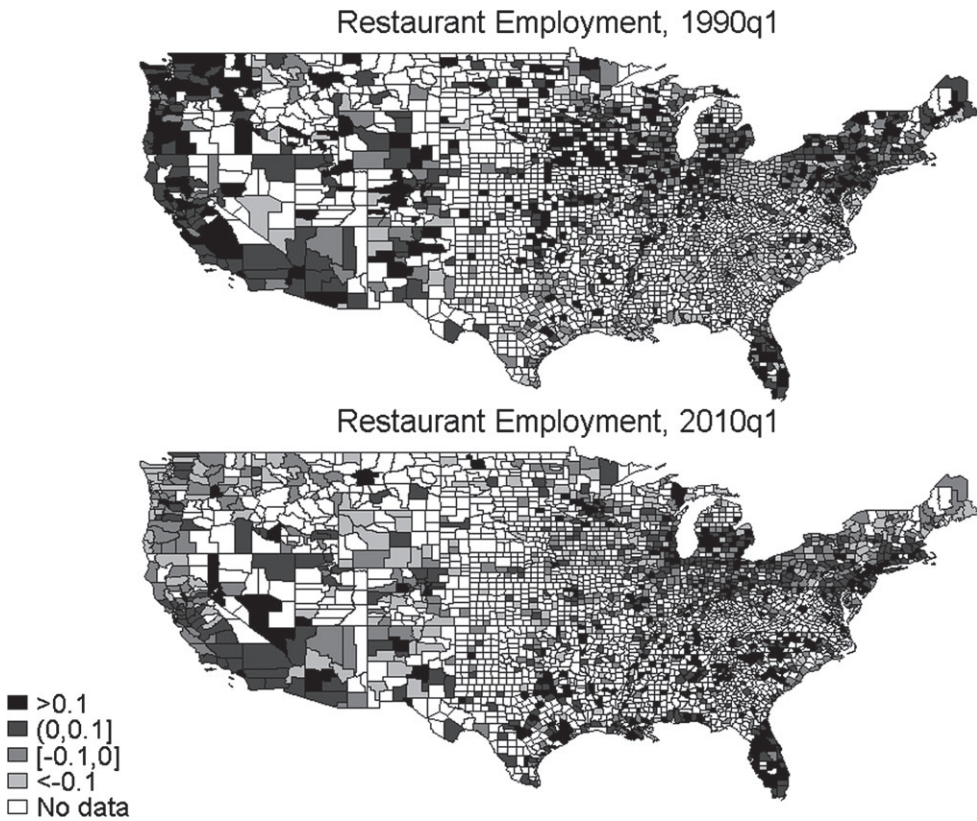 Restaurant Employment, 1990q1
Restaurant Employment, 2010q1
>0.1
(0,0.1]
[-0.1,0]
<-0.1
No data